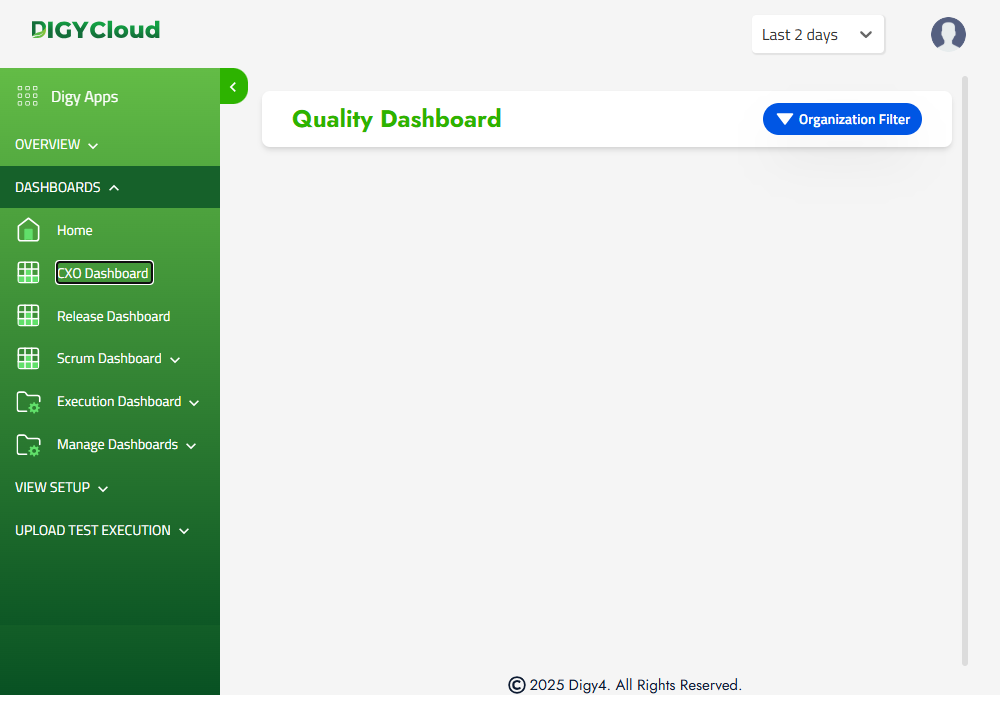 DIGYCloud
Last 2 days
Digy Apps
OVERVIEW
DASHBOARDS
Home
CXO Dashboard
Release Dashboard
Scrum Dashboard
Execution Dashboard
Manage Dashboards
VIEW SETUP
UPLOAD TEST EXECUTION
Quality Dashboard
Organization Filter
© 2025 Digy4. All Rights Reserved.